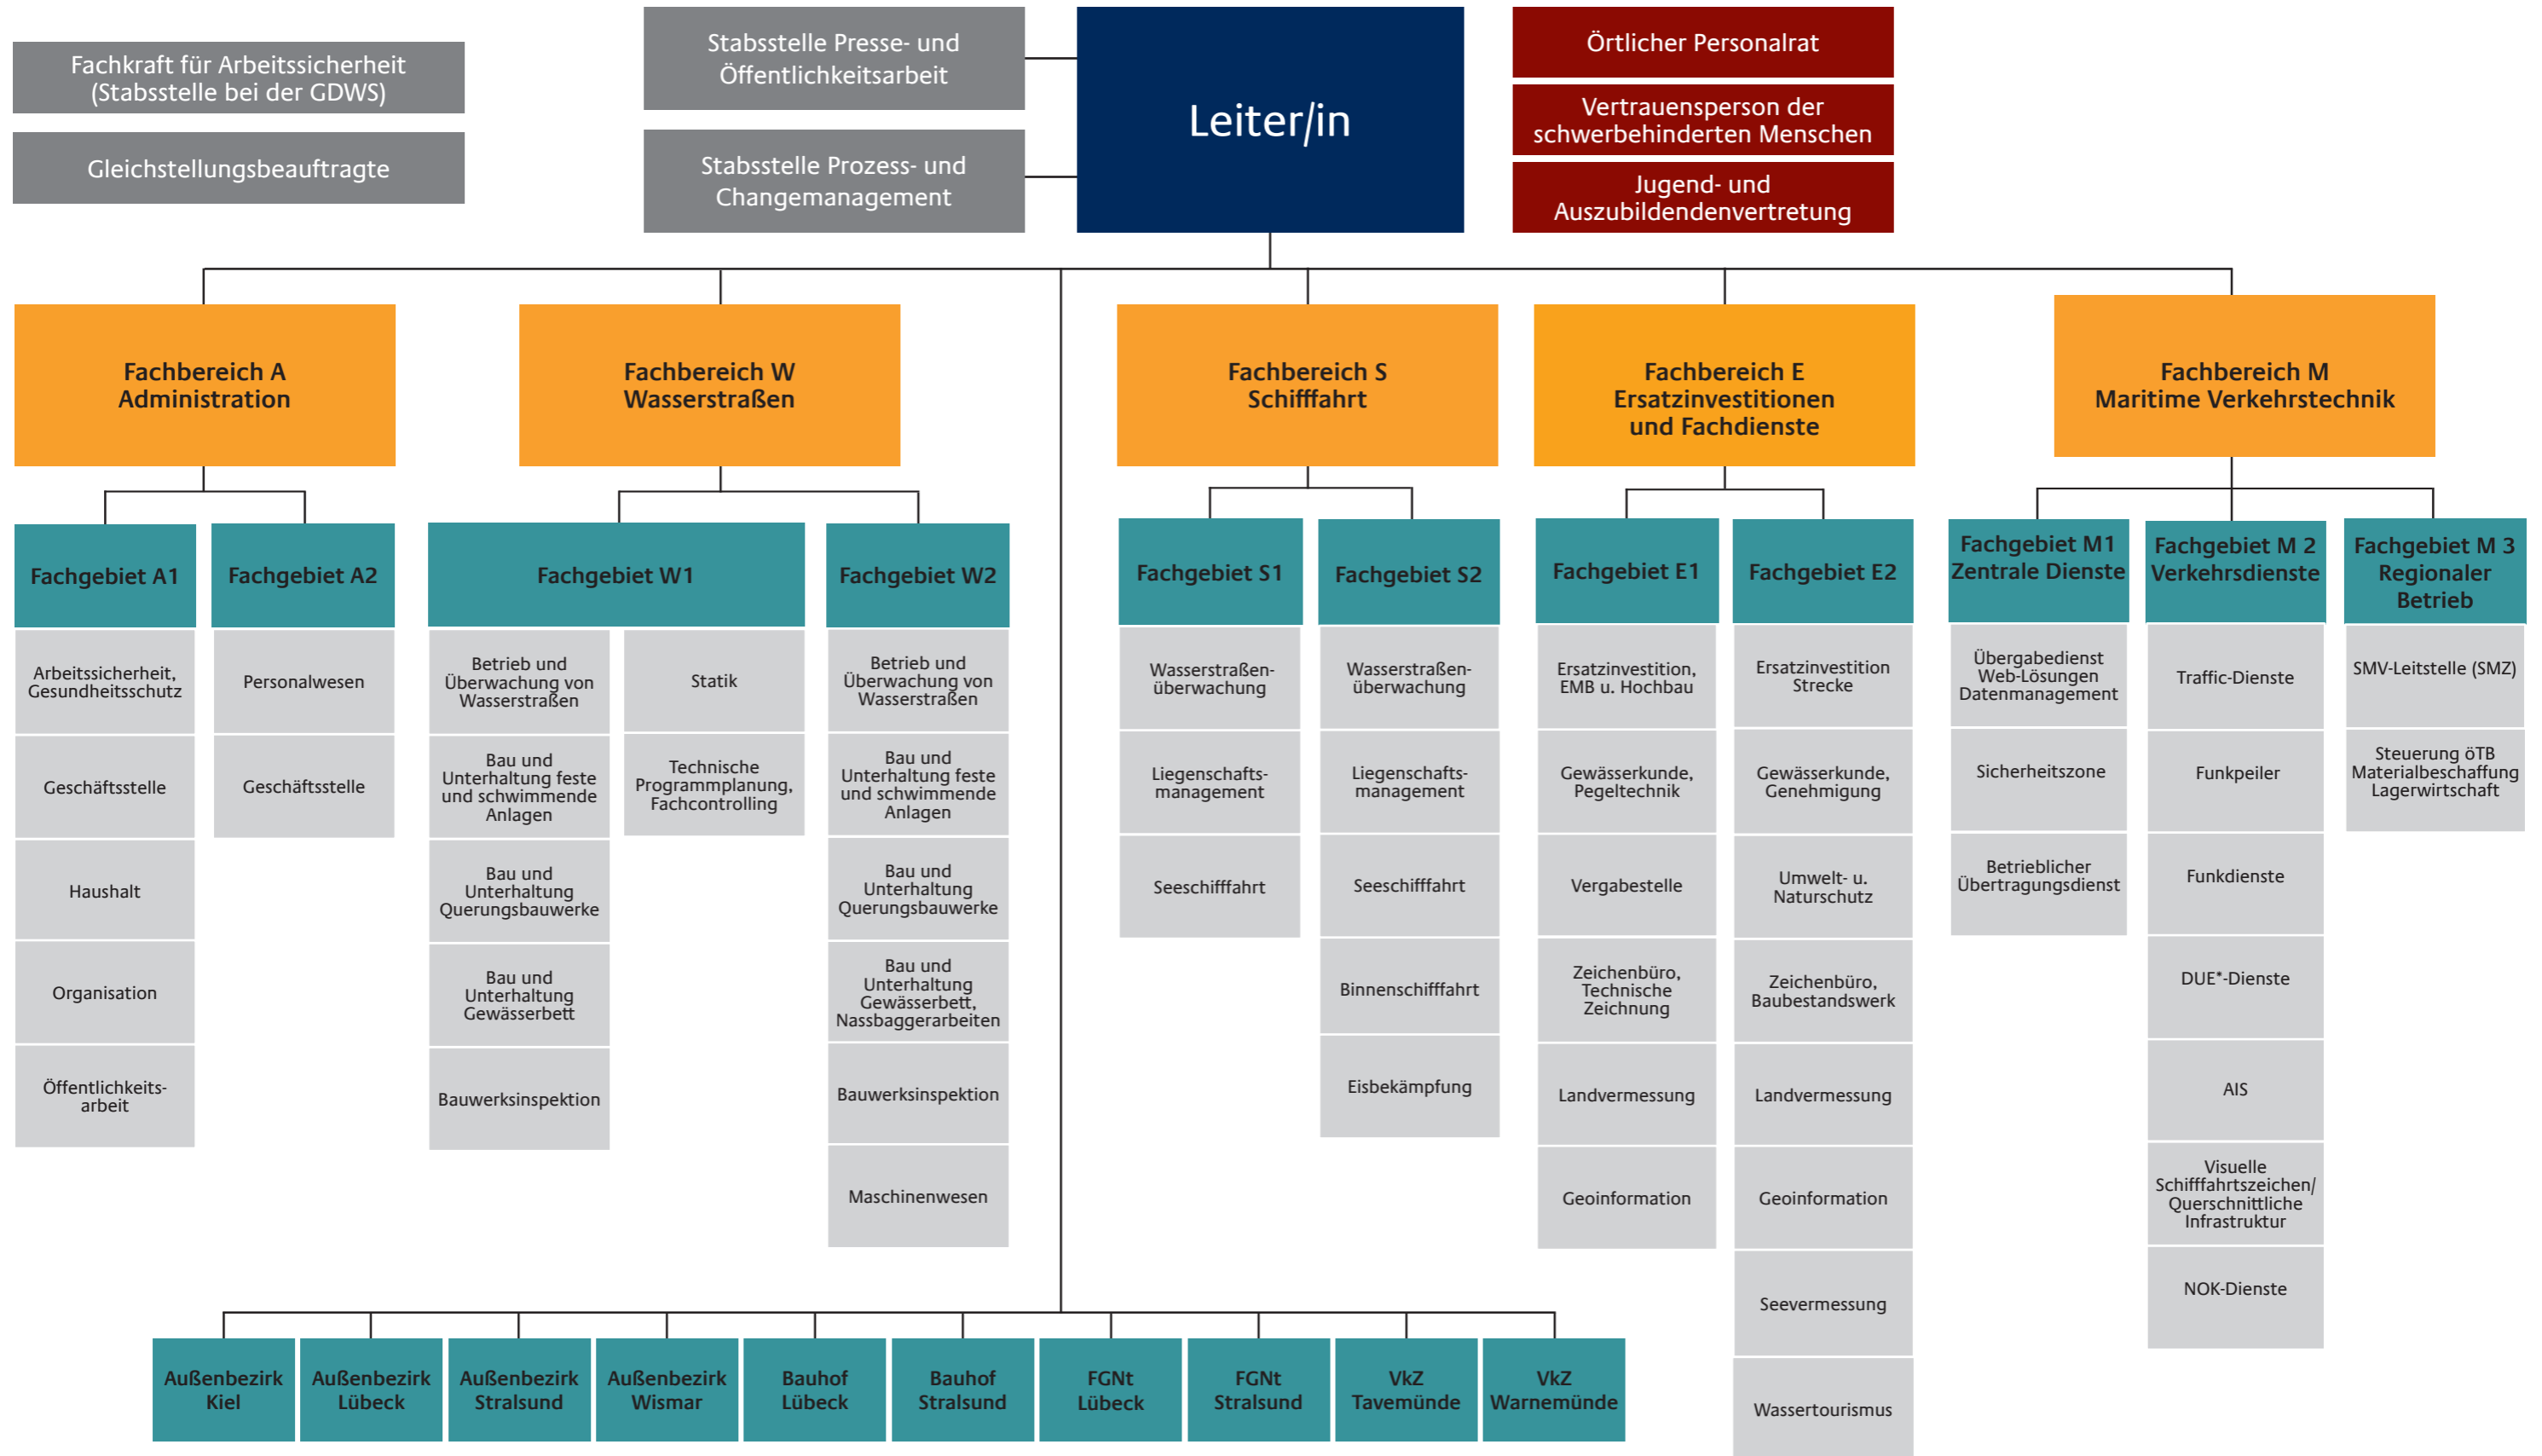 Fachkraft für Arbeitssicherheit
(Stabsstelle bei der GDWS)
Gleichstellungsbeauftragte
Stabsstelle Presse- und
Öffentlichkeitsarbeit
Stabsstelle Prozess- und
Changemanagement
Leiter/in
Örtlicher Personalrat
Vertrauensperson der
schwerbehinderten Menschen
Jugend- und
Auszubildendenvertretung
Fachbereich A
Administration
Fachbereich W
Wasserstraßen
Fachbereich S
Schifffahrt
Fachbereich E
Ersatzinvestitionen
und Fachdienste
Fachbereich M
Maritime Verkehrstechnik
Fachgebiet A1
Arbeitssicherheit,
Gesundheitsschutz
Geschäftsstelle
Haushalt
Organisation
Öffentlichkeits-
arbeit
Fachgebiet A2
Personalwesen
Geschäftsstelle
Fachgebiet W1
Betrieb und
Überwachung von
Wasserstraßen
Bau und
Unterhaltung feste
und schwimmende
Anlagen
Bau und
Unterhaltung
Querungsbauwerke
Bau und
Unterhaltung
Gewässerbett
Bauwerksinspektion
Statik
Technische
Programmplanung,
Fachcontrolling
Fachgebiet W2
Betrieb und
Überwachung von
Wasserstraßen
Bau und
Unterhaltung feste
und schwimmende
Anlagen
Bau und
Unterhaltung
Querungsbauwerke
Bau und
Unterhaltung
Gewässerbett,
Nassbaggerarbeiten
Bauwerksinspektion
Maschinenwesen
Fachgebiet S1
Wasserstraßen-
überwachung
Liegenschafts-
management
Seeschifffahrt
Fachgebiet S2
Wasserstraßen-
überwachung
Liegenschafts-
management
Seeschifffahrt
Binnenschifffahrt
Eisbekämpfung
Fachgebiet E1
Ersatzinvestition,
EMB u. Hochbau
Gewässerkunde,
Pegeltechnik
Vergabestelle
Zeichenbüro,
Technische
Zeichnung
Landvermessung
Geoinformation
Fachgebiet E2
Ersatzinvestition
Strecke
Gewässerkunde,
Genehmigung
Umwelt- u.
Naturschutz
Zeichenbüro,
Baubestandswerk
Landvermessung
Geoinformation
Seevermessung
Wassertourismus
Fachgebiet M1
Zentrale Dienste
Übergabedienst
Web-Lösungen
Datenmanagement
Sicherheitszone
Betrieblicher
Übertragungsdienst
Fachgebiet M 2
Verkehrsdienste
Traffic-Dienste
Funkpeiler
Funkdienste
DUE*-Dienste
AIS
Visuelle
Schifffahrtszeichen/
Querschnittliche
Infrastruktur
NOK-Dienste
Fachgebiet M 3
Regionaler
Betrieb
SMV-Leitstelle (SMZ)
Steuerung öTB
Materialbeschaffung
Lagerwirtschaft
Außenbezirk
Kiel
Außenbezirk
Lübeck
Außenbezirk
Stralsund
Außenbezirk
Wismar
Bauhof
Lübeck
Bauhof
Stralsund
FGNt
Lübeck
FGNt
Stralsund
VkZ
Tavemünde
VkZ
Warnemünde